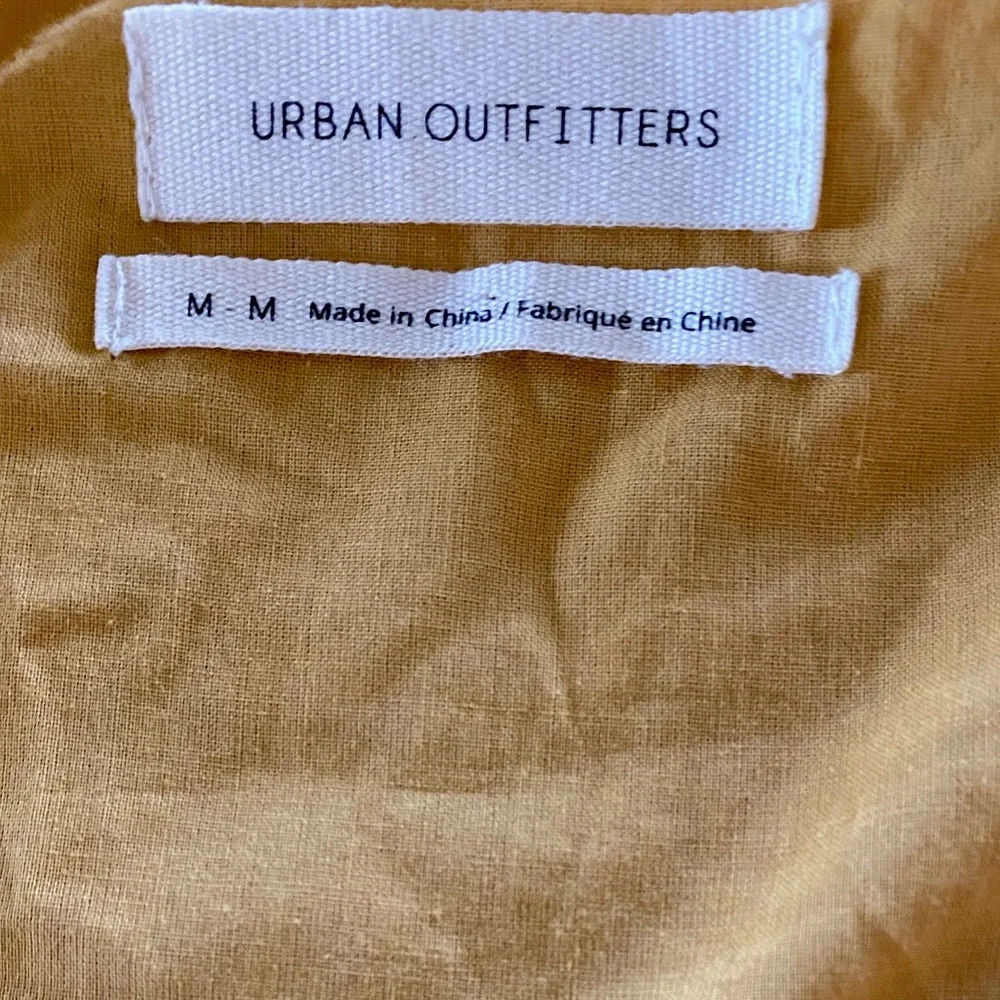 URBAN OUTFITTERS
M - M Made in China / Fabriqué en Chine